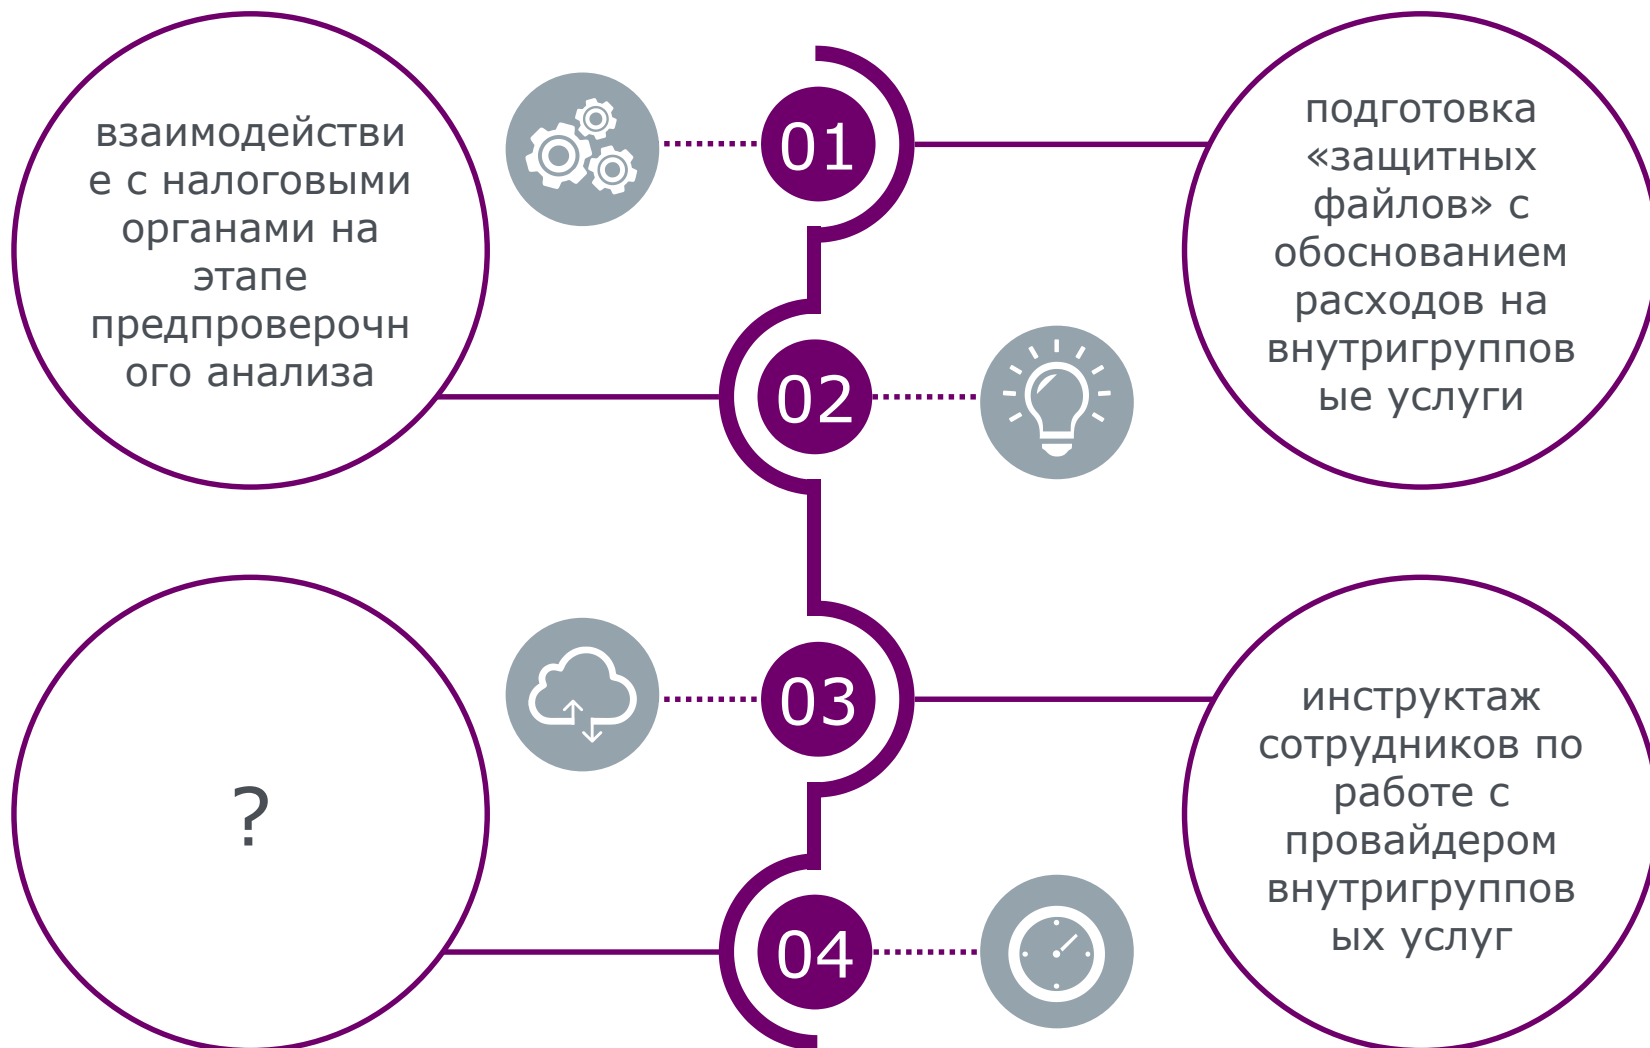 01
подготовка
«защитных
файлов» с
обоснованием
расходов на
внутригруппов
ые услуги
взаимодействи
е с налоговыми
органами на
этапе
предпроверочн
ого анализа
02
03
инструктаж
сотрудников по
работе с
провайдером
внутригруппов
ых услуг
?
04